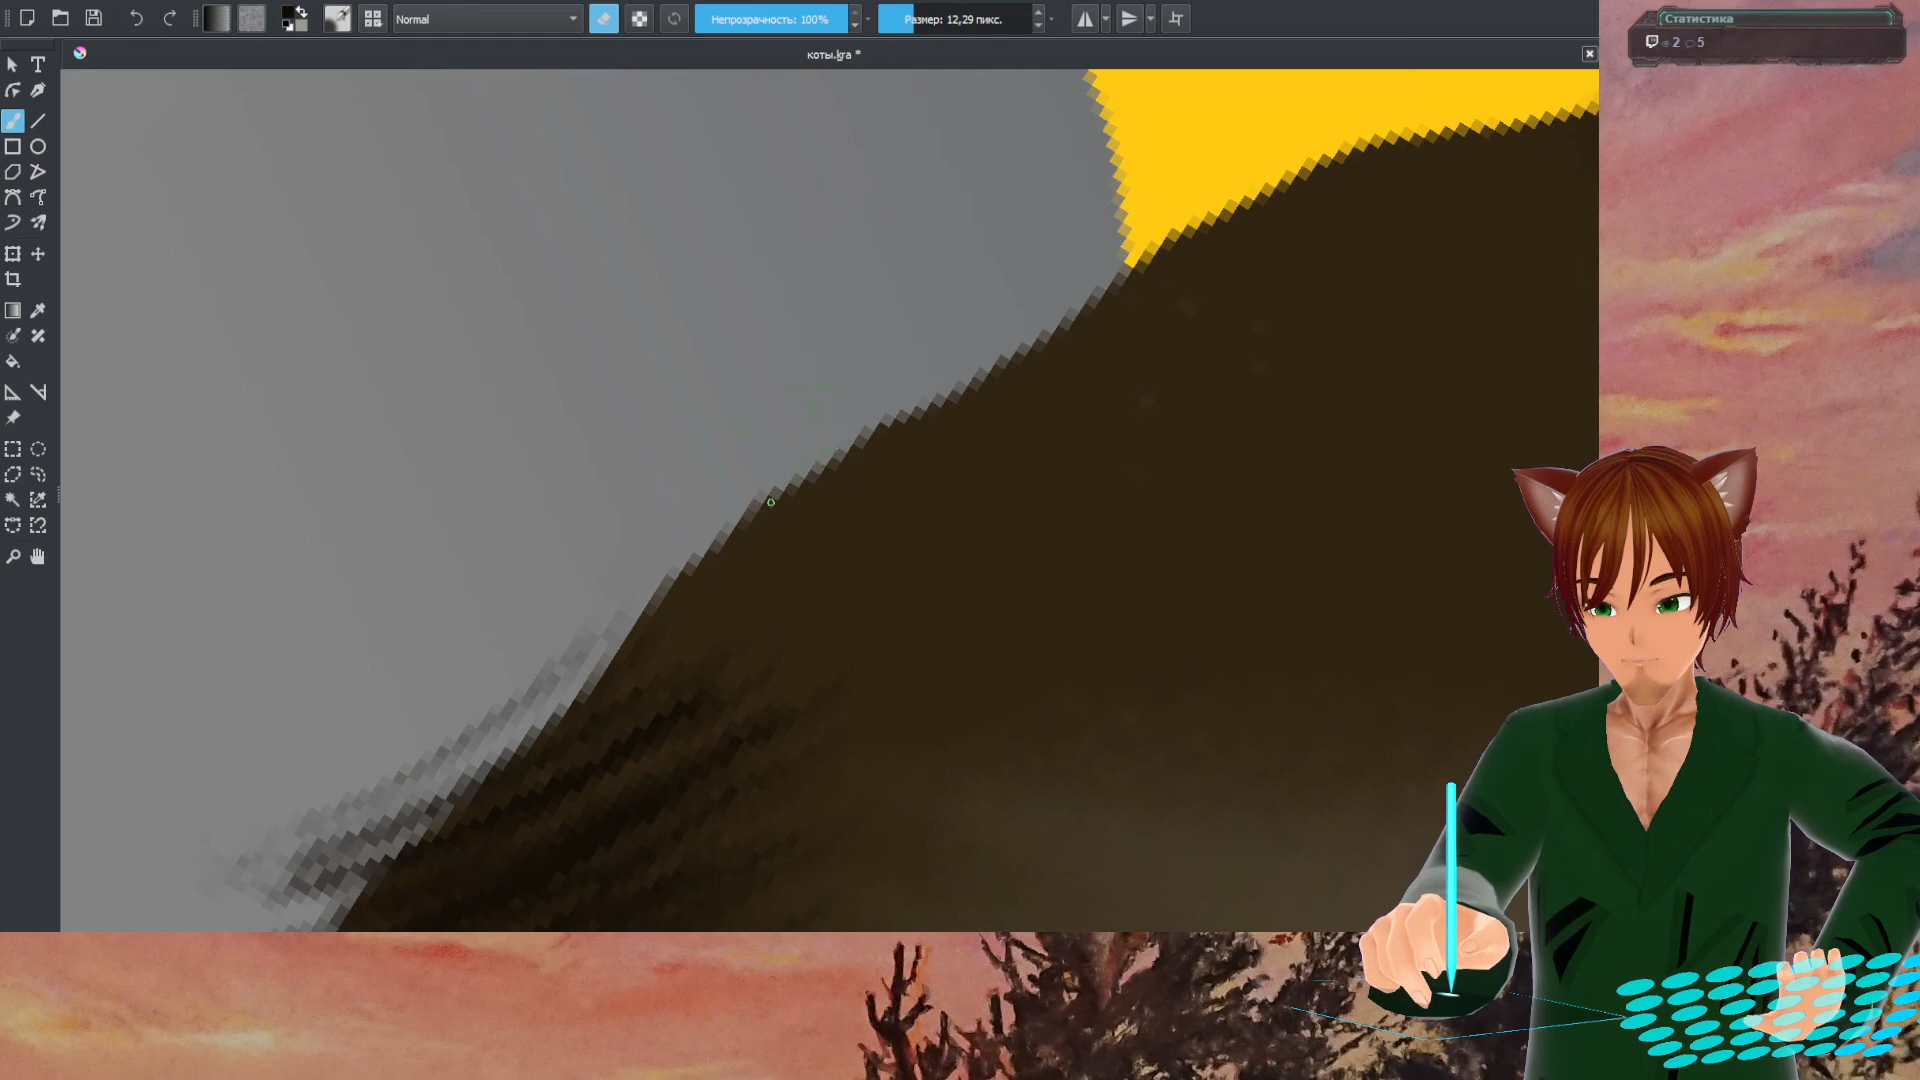 Normal
Непрозрачность: 100%
Размер: 12,29 пикс.
Статистика
2 5
коты.kra *